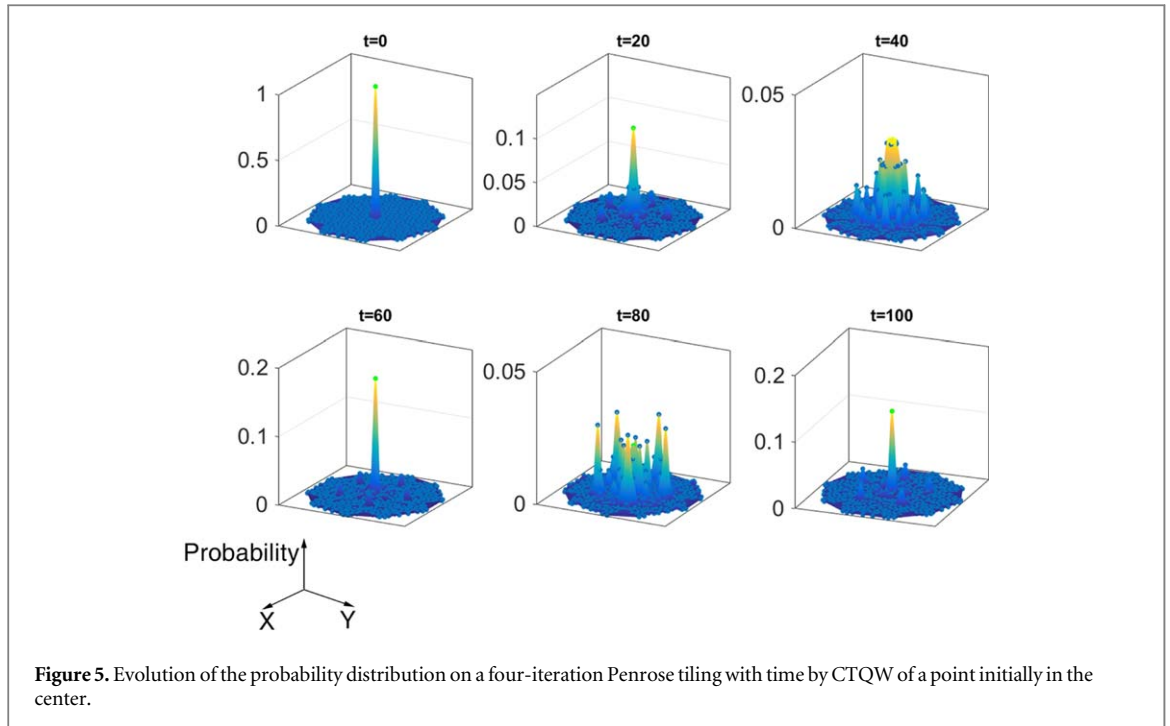 t=0
t=20
t=40
1
0.5
0
0.1
0.05
0
0.05
0
t=60
t=80
t=100
0.2
0.1
0
0.05
0
0.2
0.1
0
Probability
X
Y
Figure 5. Evolution of the probability distribution on a four-iteration Penrose tiling with time by CTQW of a point initially in the
center.